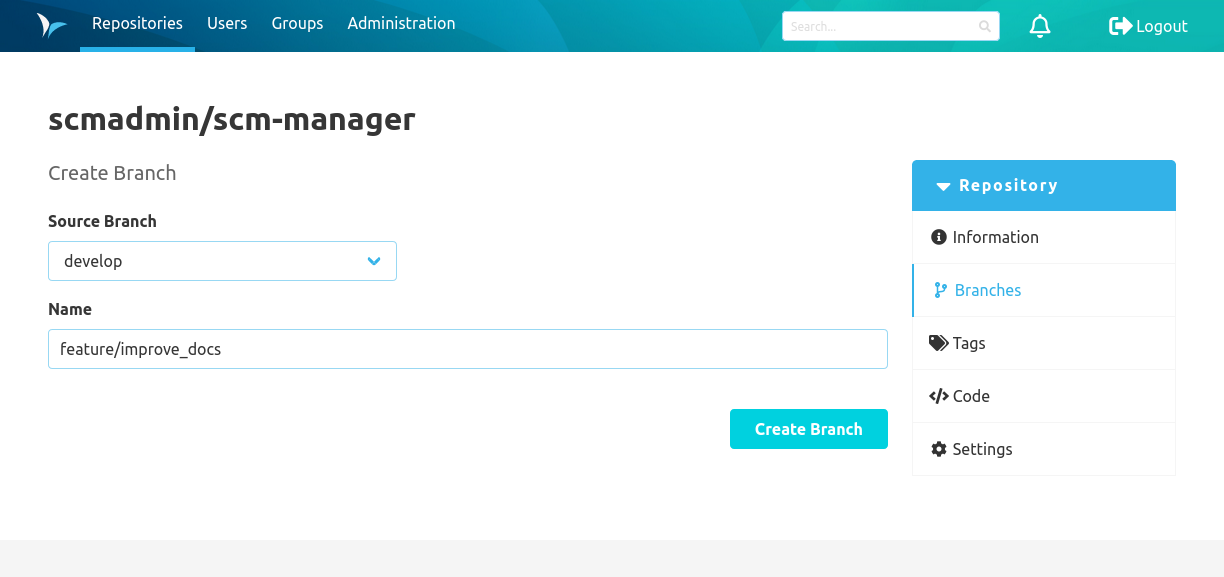 Repositories Users Groups Administration Search... Logout
scmadmin/scm-manager
Create Branch
Source Branch
develop
Name
feature/improve_docs
Create Branch
Repository
Information
Branches
Tags
Code
Settings